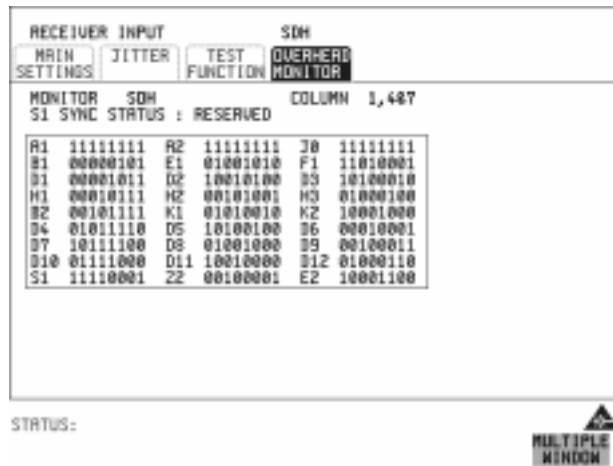 RECEIVER INPUT SDH
MAIN SETTINGS JITTER TEST FUNCTION OVERHEAD MONITOR
MONITOR SDH COLUMN 1,4&7
S1 SYNC STATUS : RESERVED
A1 11111111 A2 11111111 J0 11111111
B1 00000101 E1 01001010 F1 11010001
D1 00001011 D2 10010100 D3 10100010
H1 00010111 H2 00101001 H3 01000100
B2 00101111 K1 01010010 K2 10001000
D4 01011110 D5 10100100 D6 00010001
D7 10111100 D8 01001000 D9 00100011
D10 01111000 D11 10010000 D12 01000110
S1 11110001 Z2 00100001 E2 10001100
STATUS:
MULTIPLE
WINDOW